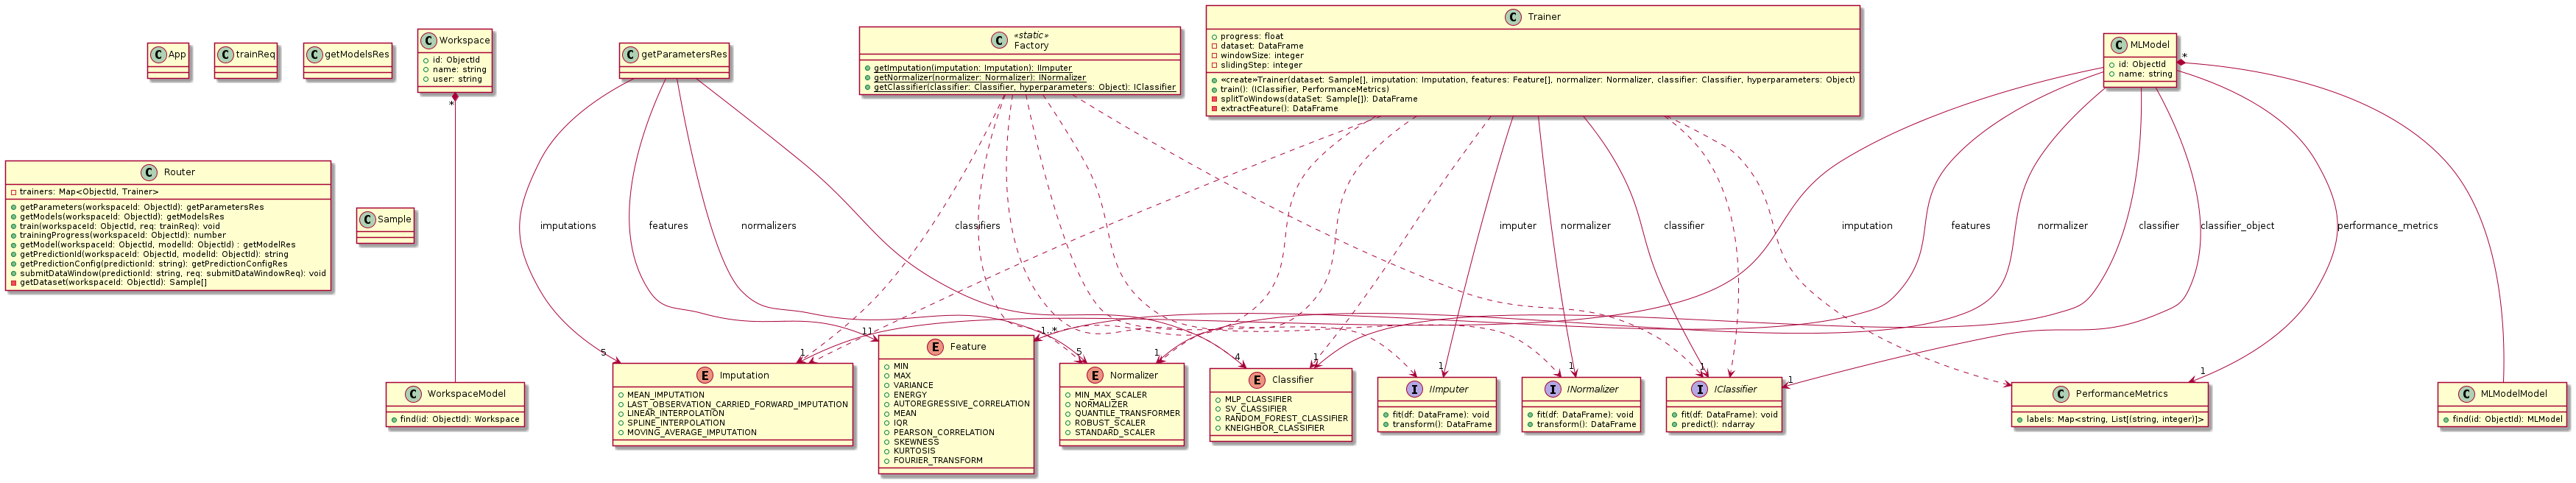 App
trainReq
getModelsRes
Workspace
id: ObjectId
name: string
user: string
*
getParametersRes
«static»
Factory
getImputation(imputation: Imputation): IImputer
getNormalizer(normalizer: Normalizer): INormalizer
getClassifier(classifier: Classifier, hyperparameters: Object): IClassifier
Trainer
progress: float
dataset: DataFrame
windowSize: integer
slidingStep: integer
«create»Trainer(dataset: Sample[], imputation: Imputation, features: Feature[], normalizer: Normalizer, classifier: Classifier, hyperparameters: Object)
train(): (IClassifier, PerformanceMetrics)
splitToWindows(dataSet: Sample[]): DataFrame
extractFeature(): DataFrame
MLModel
id: ObjectId
name: string
*
Router
trainers: Map<ObjectId, Trainer>
getParameters(workspaceId: ObjectId): getParametersRes
getModels(workspaceId: ObjectId): getModelsRes
train(workspaceId: ObjectId, req: trainReq): void
trainingProgress(workspaceId: ObjectId): number
getModel(workspaceId: ObjectId, modelId: ObjectId) : getModelRes
getPredictionId(workspaceId: ObjectId, modelId: ObjectId): string
getPredictionConfig(predictionId: string): getPredictionConfigRes
submitDataWindow(predictionId: string, req: submitDataWindowReq): void
getDataset(workspaceId: ObjectId): Sample[]
Sample
imputations
features
normalizers
classifiers
imputer
normalizer
classifier
imputation
features
normalizer
classifier
classifier_object
performance_metrics
5
1
11
1..*
5
1
4
1
1
1
1
1
1
WorkspaceModel
find(id: ObjectId): Workspace
Imputation
MEAN_IMPUTATION
LAST_OBSERVATION_CARRIED_FORWARD_IMPUTATION
LINEAR_INTERPOLATION
SPLINE_INTERPOLATION
MOVING_AVERAGE_IMPUTATION
Feature
MIN
MAX
VARIANCE
ENERGY
AUTOREGRESSIVE_CORRELATION
MEAN
IQR
PEARSON_CORRELATION
SKEWNESS
KURTOSIS
FOURIER_TRANSFORM
Normalizer
MIN_MAX_SCALER
NORMALIZER
QUANTILE_TRANSFORMER
ROBUST_SCALER
STANDARD_SCALER
Classifier
MLP_CLASSIFIER
SV_CLASSIFIER
RANDOM_FOREST_CLASSIFIER
KNEIGHBOR_CLASSIFIER
IImputer
fit(df: DataFrame): void
transform(): DataFrame
INormalizer
fit(df: DataFrame): void
transform(): DataFrame
IClassifier
fit(df: DataFrame): void
predict(): ndarray
PerformanceMetrics
labels: Map<string, List[(string, integer)]>
MLModelModel
find(id: ObjectId): MLModel